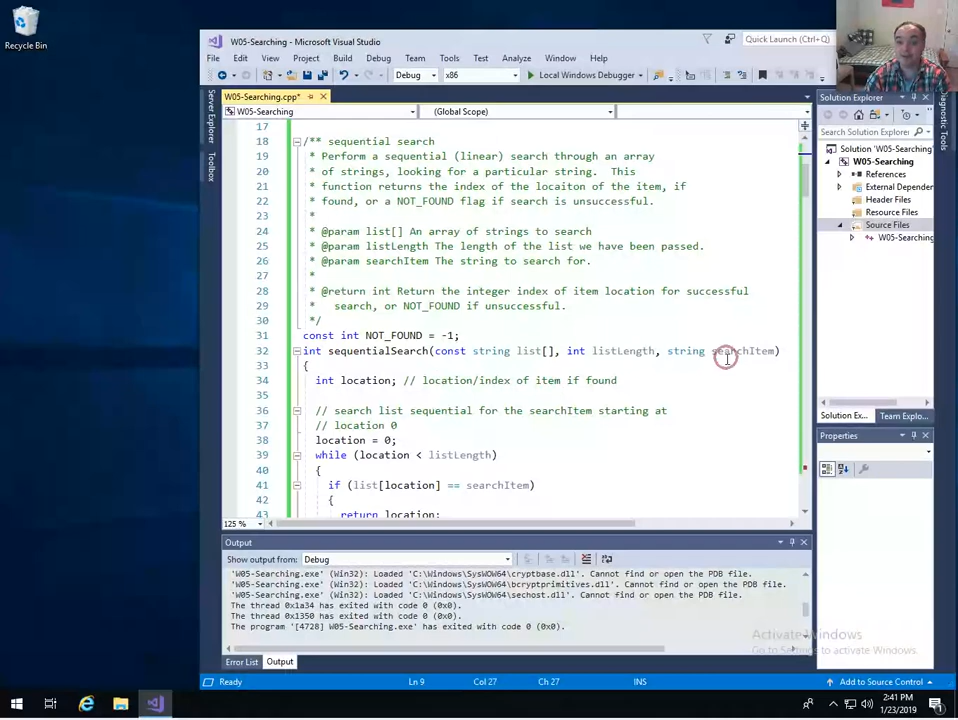 Recycle Bin
W05-Searching - Microsoft Visual Studio
Quick Launch (Ctrl+Q)
File Edit View Project Build Debug Team Tools Test Analyze Window Help
Debug x86 Local Windows Debugger
W05-Searching.cpp*
W05-Searching (Global Scope)
Server Explorer
Toolbox
17
18 /** sequential search
19 * Perform a sequential (linear) search through an array
20 * of strings, looking for a particular string. This
21 * function returns the index of the locaiton of the item, if
22 * found, or a NOT_FOUND flag if search is unsuccessful.
23 *
24 * @param list[] An array of strings to search
25 * @param listLength The length of the list we have been passed.
26 * @param searchItem The string to search for.
27 *
28 * @return int Return the integer index of item location for successful
29 * search, or NOT_FOUND if unsuccessful.
30 */
31 const int NOT_FOUND = -1;
32 int sequentialSearch(const string list[], int listLength, string searchItem)
33 {
34 int location; // location/index of item if found
35
36 // search list sequential for the searchItem starting at
37 // location 0
38 location = 0;
39 while (location < listLength)
40 {
41 if (list[location] == searchItem)
42 {
43 return location;
125 %
Output
Show output from: Debug
'W05-Searching.exe' (Win32): Loaded 'C:\Windows\SysWOW64\cryptbase.dll'. Cannot find or open the PDB file.
'W05-Searching.exe' (Win32): Loaded 'C:\Windows\SysWOW64\bcryptprimitives.dll'. Cannot find or open the PDB file.
'W05-Searching.exe' (Win32): Loaded 'C:\Windows\SysWOW64\sechost.dll'. Cannot find or open the PDB file.
The thread 0x1a34 has exited with code 0 (0x0).
The thread 0x1350 has exited with code 0 (0x0).
The program '[4728] W05-Searching.exe' has exited with code 0 (0x0).
Error List Output
Solution Explorer
Search Solution Explorer
Solution 'W05-Searching'
W05-Searching
References
External Dependen
Header Files
Resource Files
Source Files
W05-Searching
Solution Ex... Team Explo...
Properties
Diagnostic Tools
Activate Windows
Go to Settings to activate Windows.
Ready Ln 9 Col 27 Ch 27 INS Add to Source Control
2:41 PM
1/23/2019